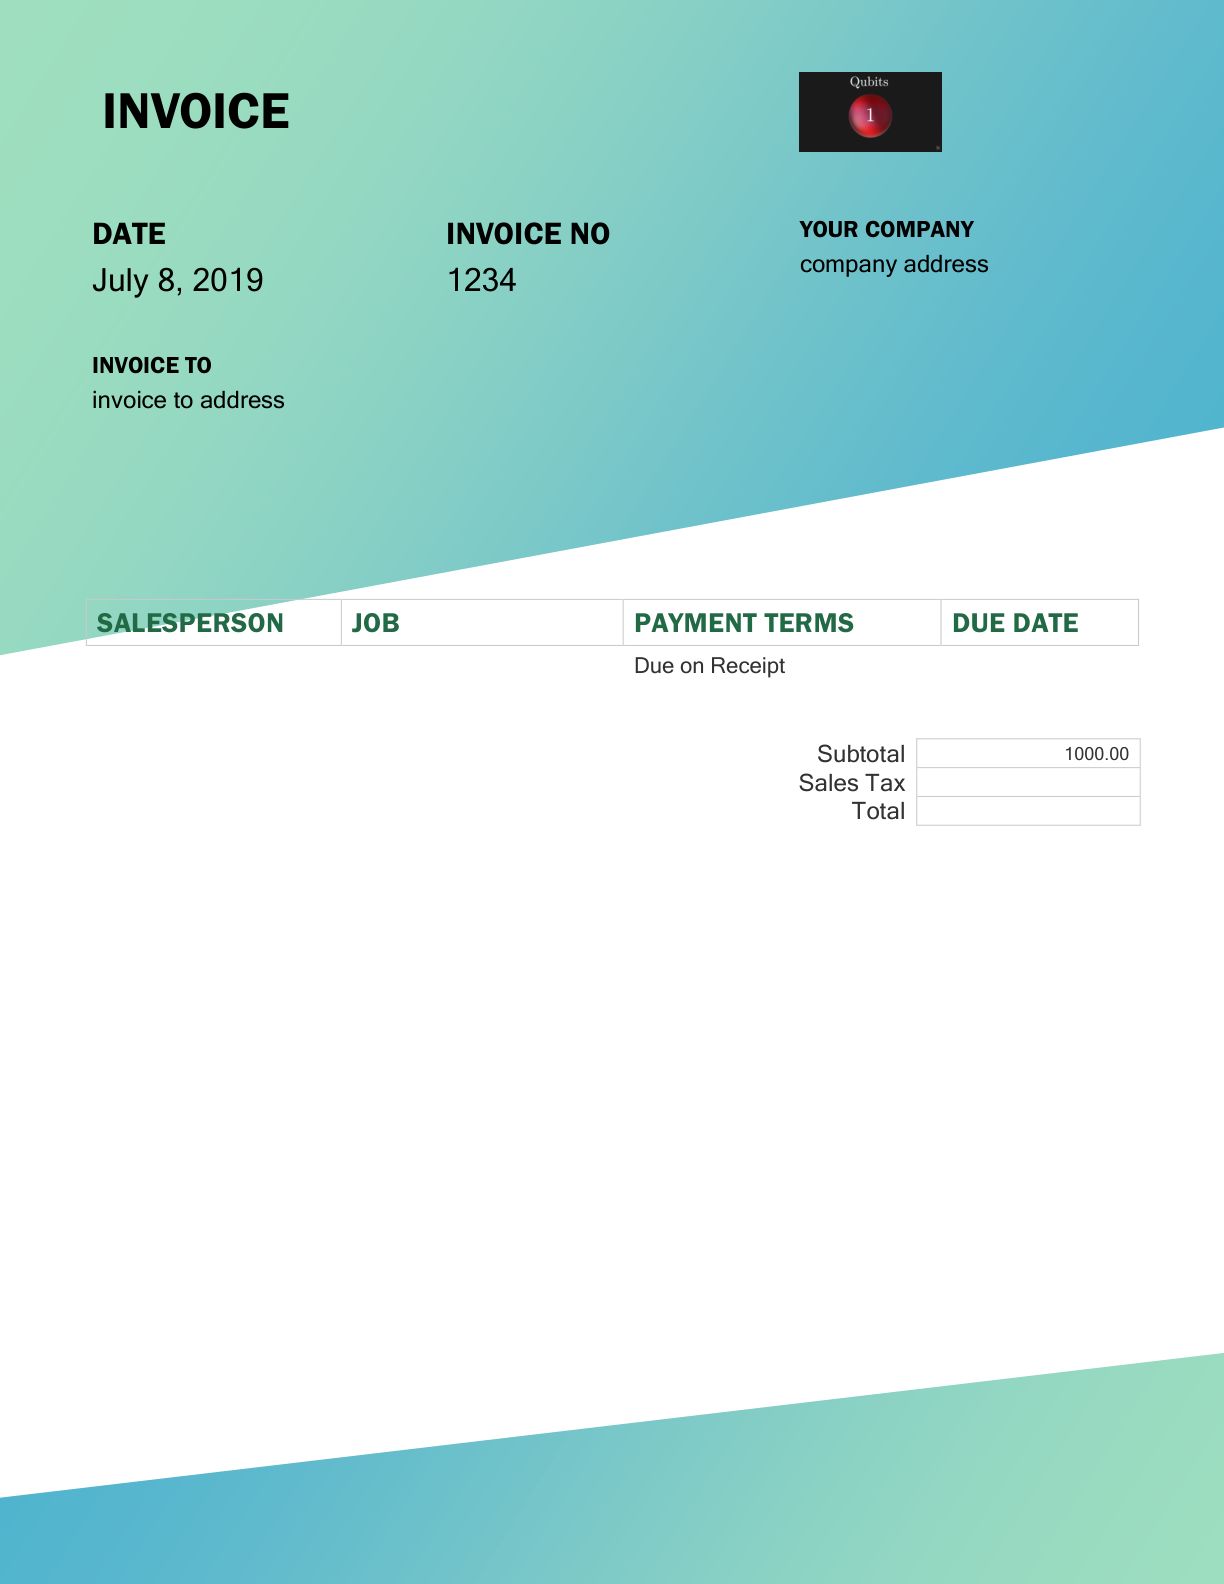 INVOICE
Qubits
1
DATE
July 8, 2019
INVOICE NO
1234
YOUR COMPANY
company address
INVOICE TO
invoice to address
SALESPERSON JOB PAYMENT TERMS DUE DATE
Due on Receipt
Subtotal 1000.00
Sales Tax
Total